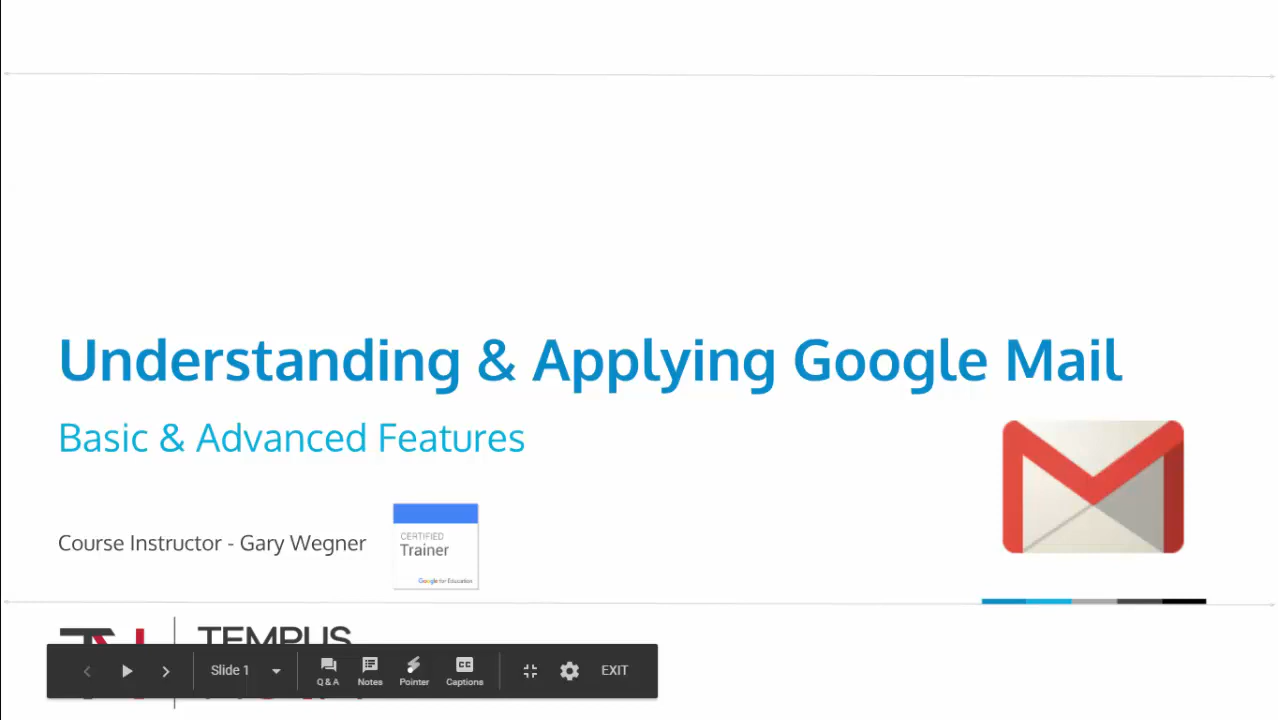 Understanding & Applying Google Mail
Basic & Advanced Features
Course Instructor - Gary Wegner
CERTIFIED
Trainer
Google for Education
TEMPUS
Slide 1
Q & A
Notes
Pointer
CC
Captions
EXIT